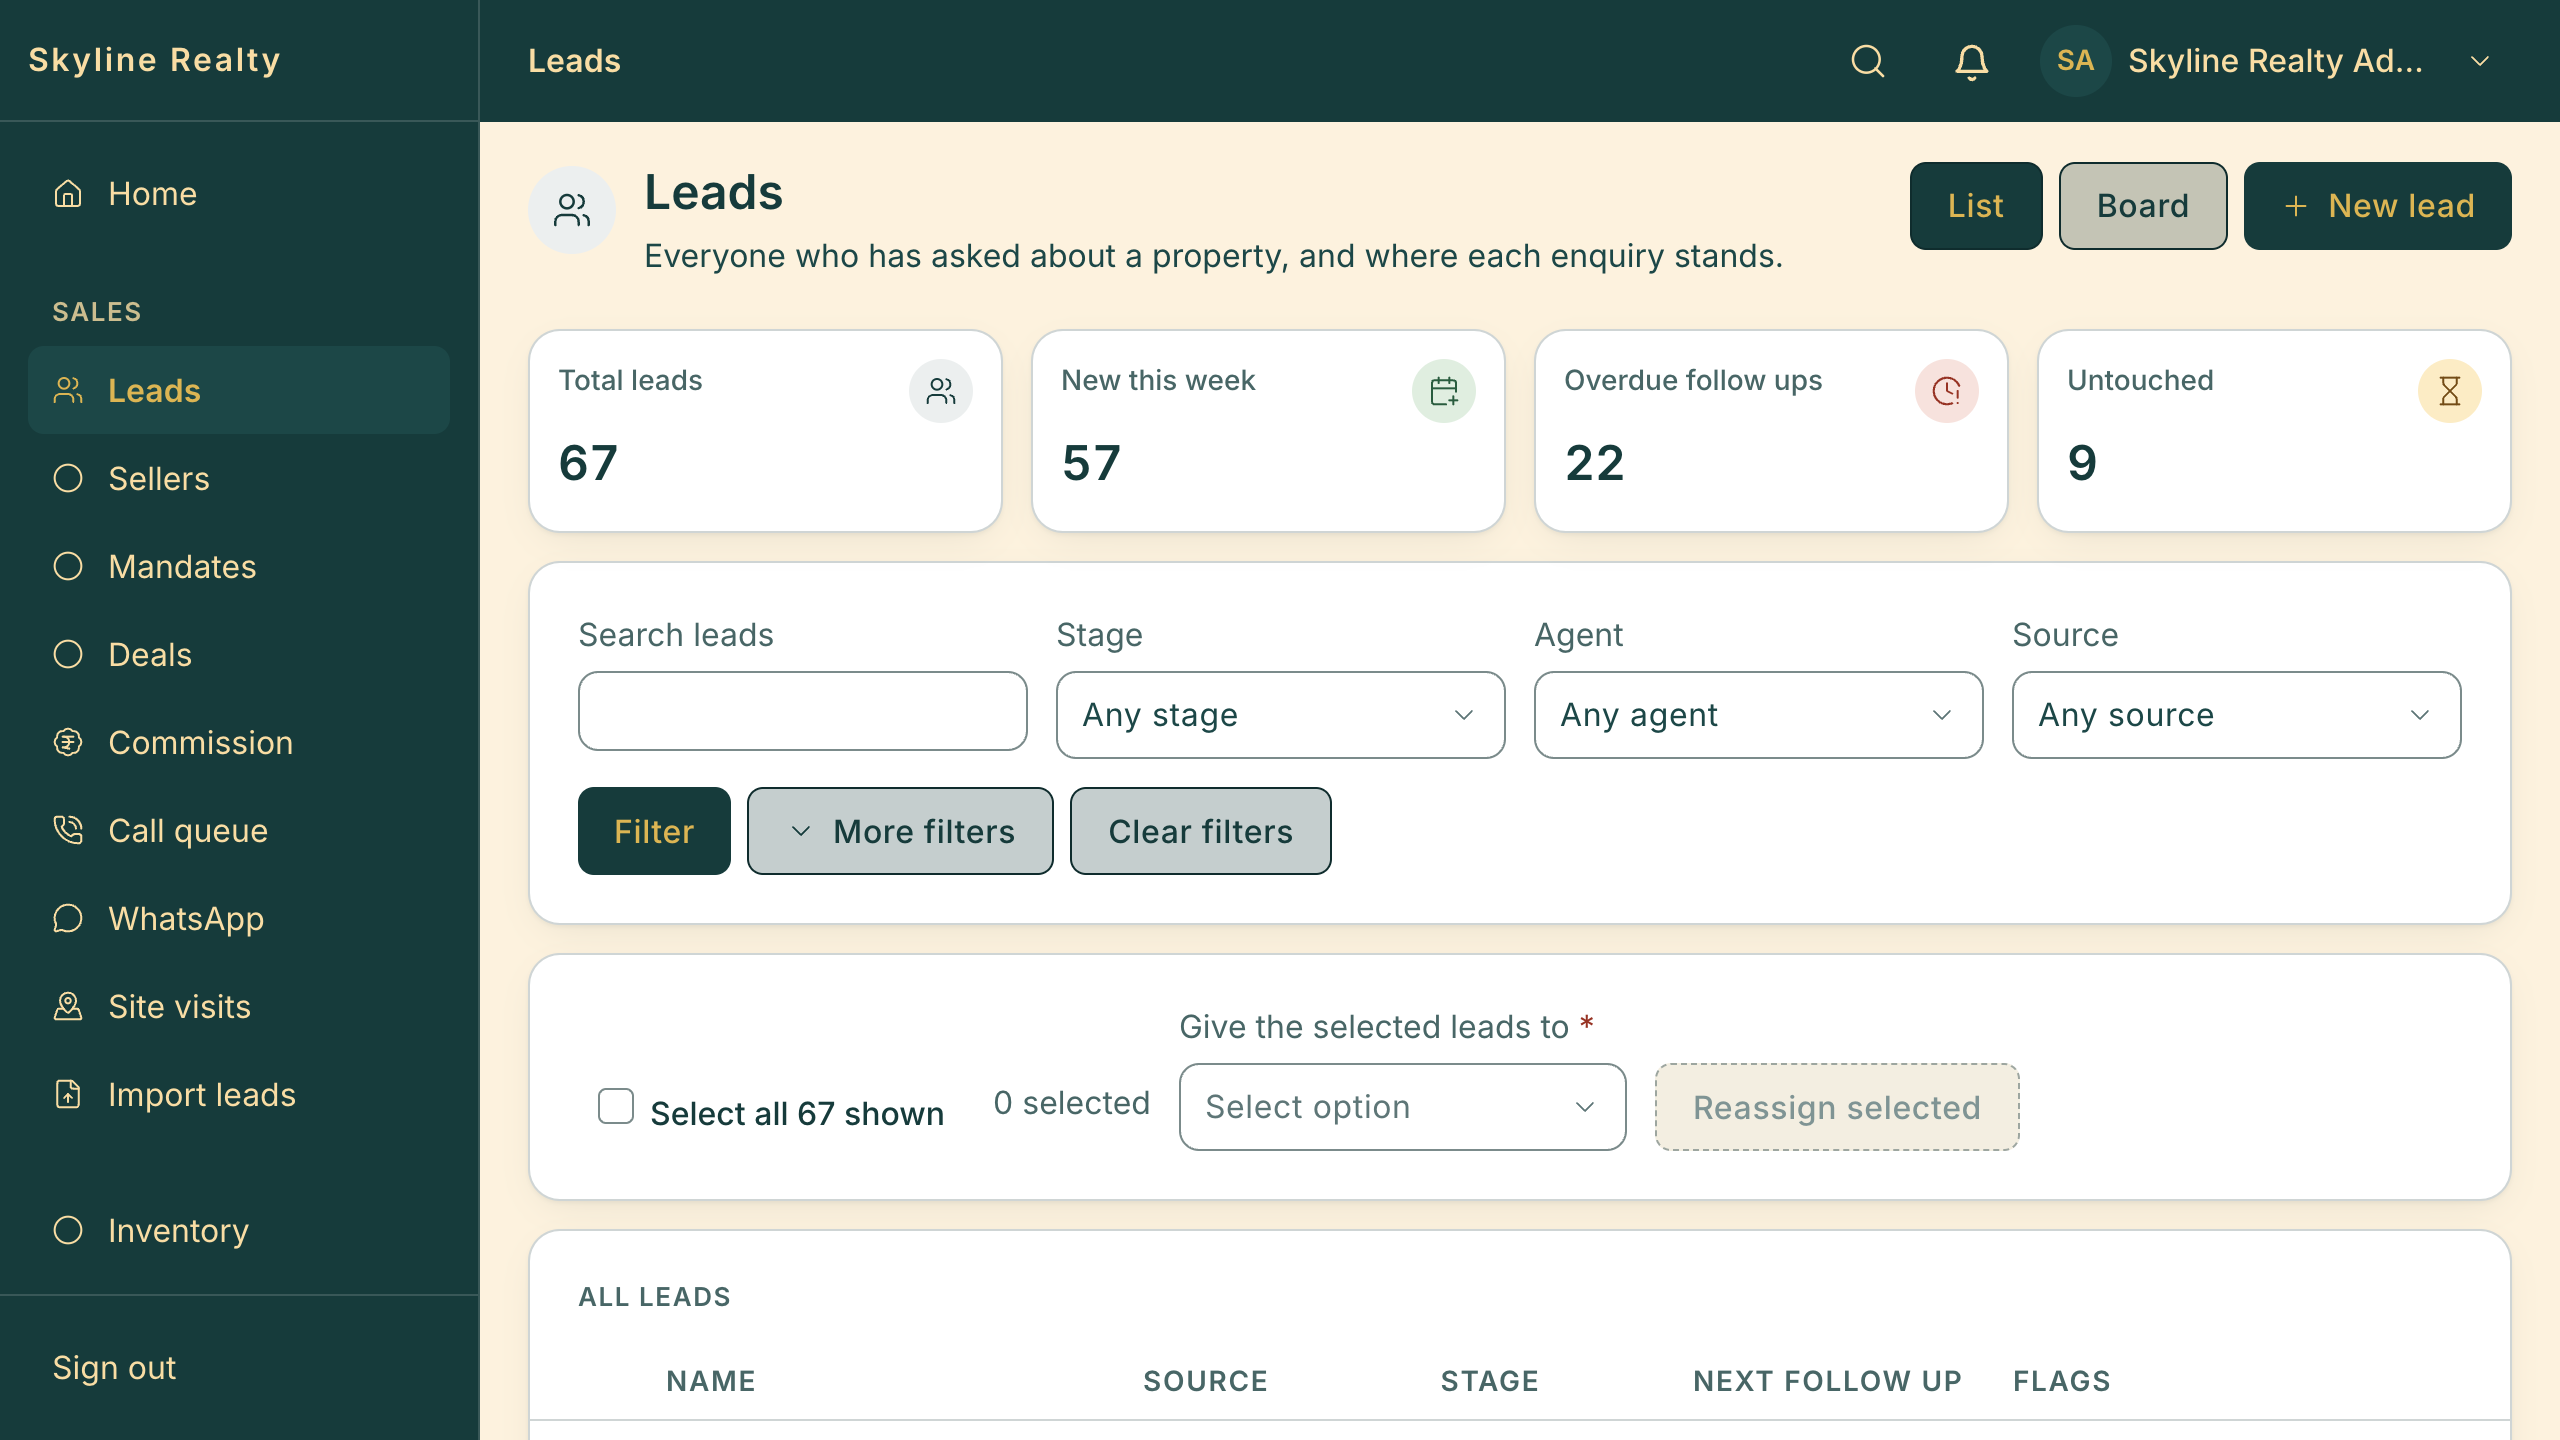 Skyline Realty
Leads
SA
Skyline Realty Ad...
Home
SALES
Leads
Sellers
Mandates
Deals
Commission
Call queue
WhatsApp
Site visits
Import leads
Inventory
Sign out
Leads
Everyone who has asked about a property, and where each enquiry stands.
List
Board
New lead
Total leads
67
New this week
57
Overdue follow ups
22
Untouched
9
Search leads
Stage
Agent
Source
Any stage
Any agent
Any source
Filter
More filters
Clear filters
Give the selected leads to *
Select all 67 shown
0 selected
Select option
Reassign selected
ALL LEADS
NAME
SOURCE
STAGE
NEXT FOLLOW UP
FLAGS